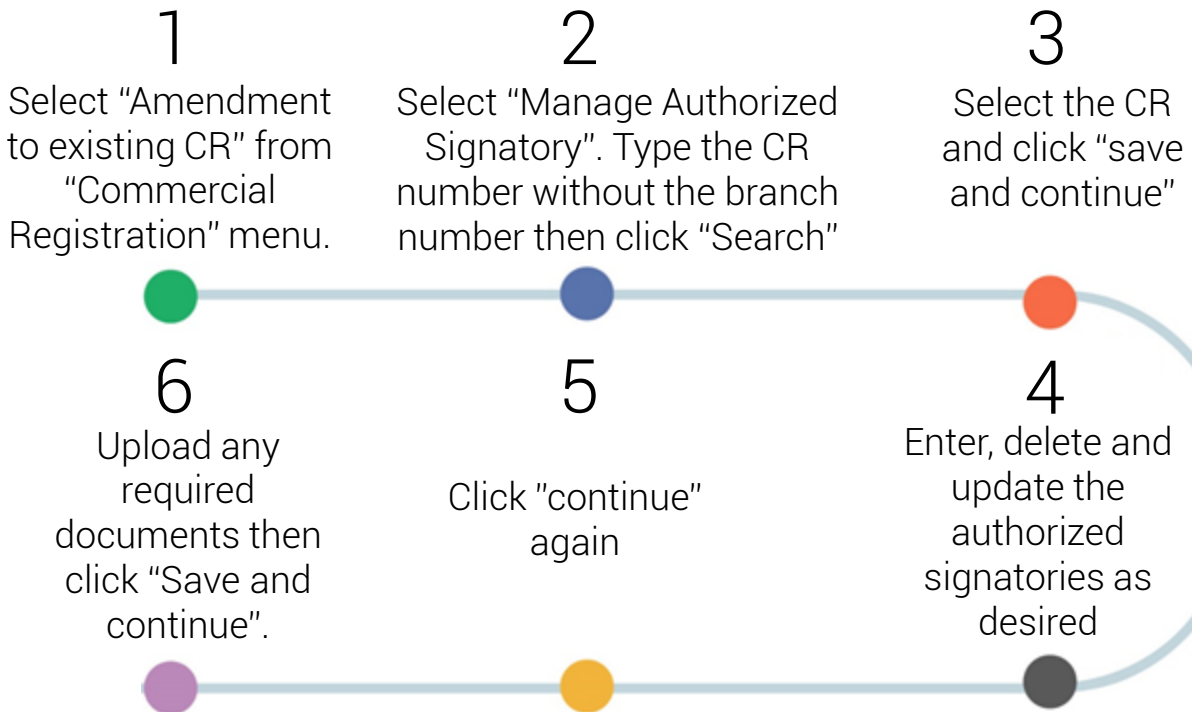 1
Select “Amendment
to existing CR” from
“Commercial
Registration” menu.
2
Select “Manage Authorized
Signatory”. Type the CR
number without the branch
number then click “Search”
3
Select the CR
and click “save
and continue”
4
Enter, delete and
update the
authorized
signatories as
desired
5
Click ”continue”
again
6
Upload any
required
documents then
click “Save and
continue”.